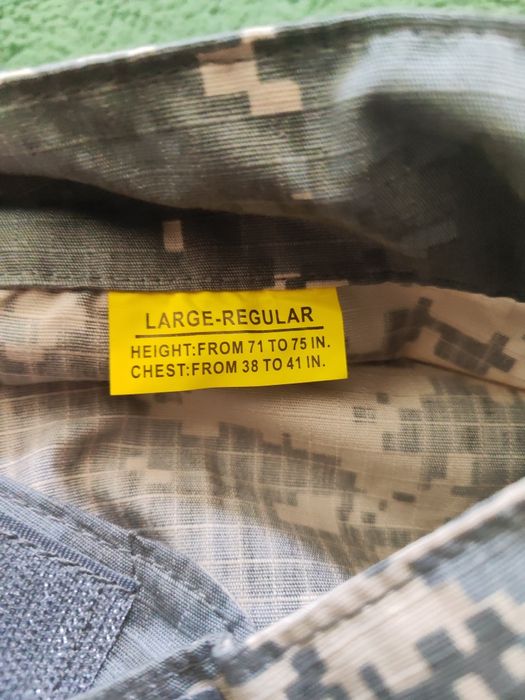 LARGE-REGULAR
HEIGHT:FROM 71 TO 75 IN.
CHEST:FROM 38 TO 41 IN.